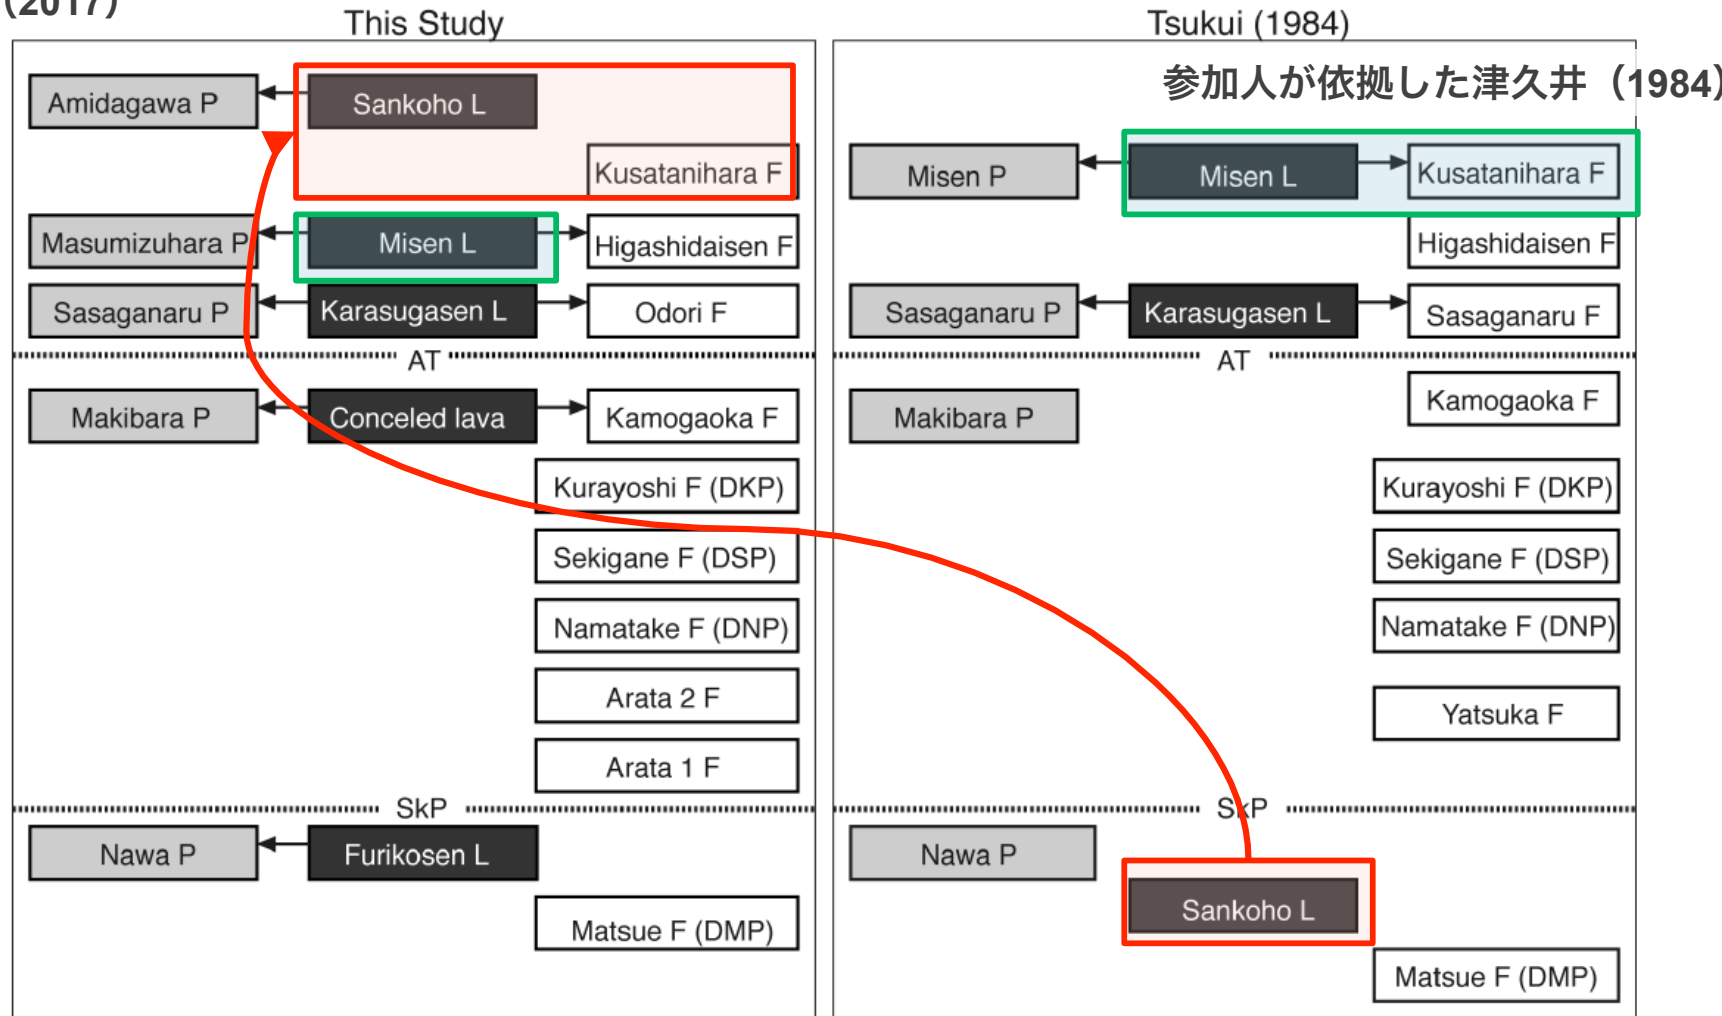 (2017)
This Study
Amidagawa P
Sankoho L
Kusatanihara F
Masumizuhara P
Misen L
Higashidaisen F
Sasaganaru P
Karasugasen L
Odori F
AT
Makibara P
Conceled lava
Kamogaoka F
Kurayoshi F (DKP)
Sekigane F (DSP)
Namatake F (DNP)
Arata 2 F
Arata 1 F
SkP
Nawa P
Furikosen L
Matsue F (DMP)
Tsukui (1984)
参加人が依拠した津久井（1984）
Misen P
Misen L
Kusatanihara F
Higashidaisen F
Sasaganaru P
Karasugasen L
Sasaganaru F
AT
Kamogaoka F
Makibara P
Kurayoshi F (DKP)
Sekigane F (DSP)
Namatake F (DNP)
Yatsuka F
SkP
Nawa P
Sankoho L
Matsue F (DMP)